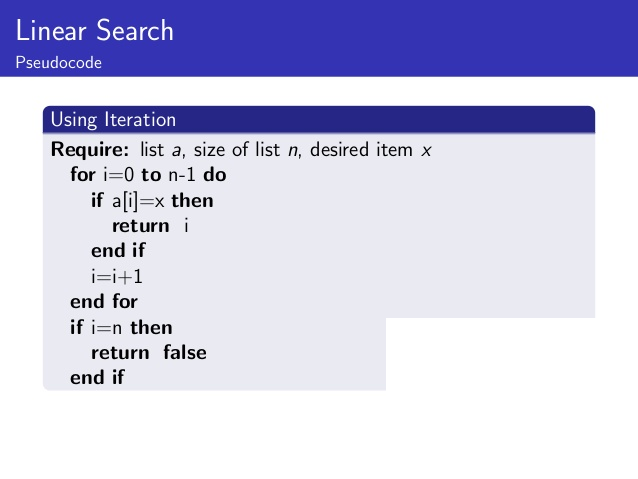 Linear Search
Pseudocode
Using Iteration
Require: list a, size of list n, desired item x
for i=0 to n-1 do
if a[i]=x then
return i
end if
i=i+1
end for
if i=n then
return false
end if